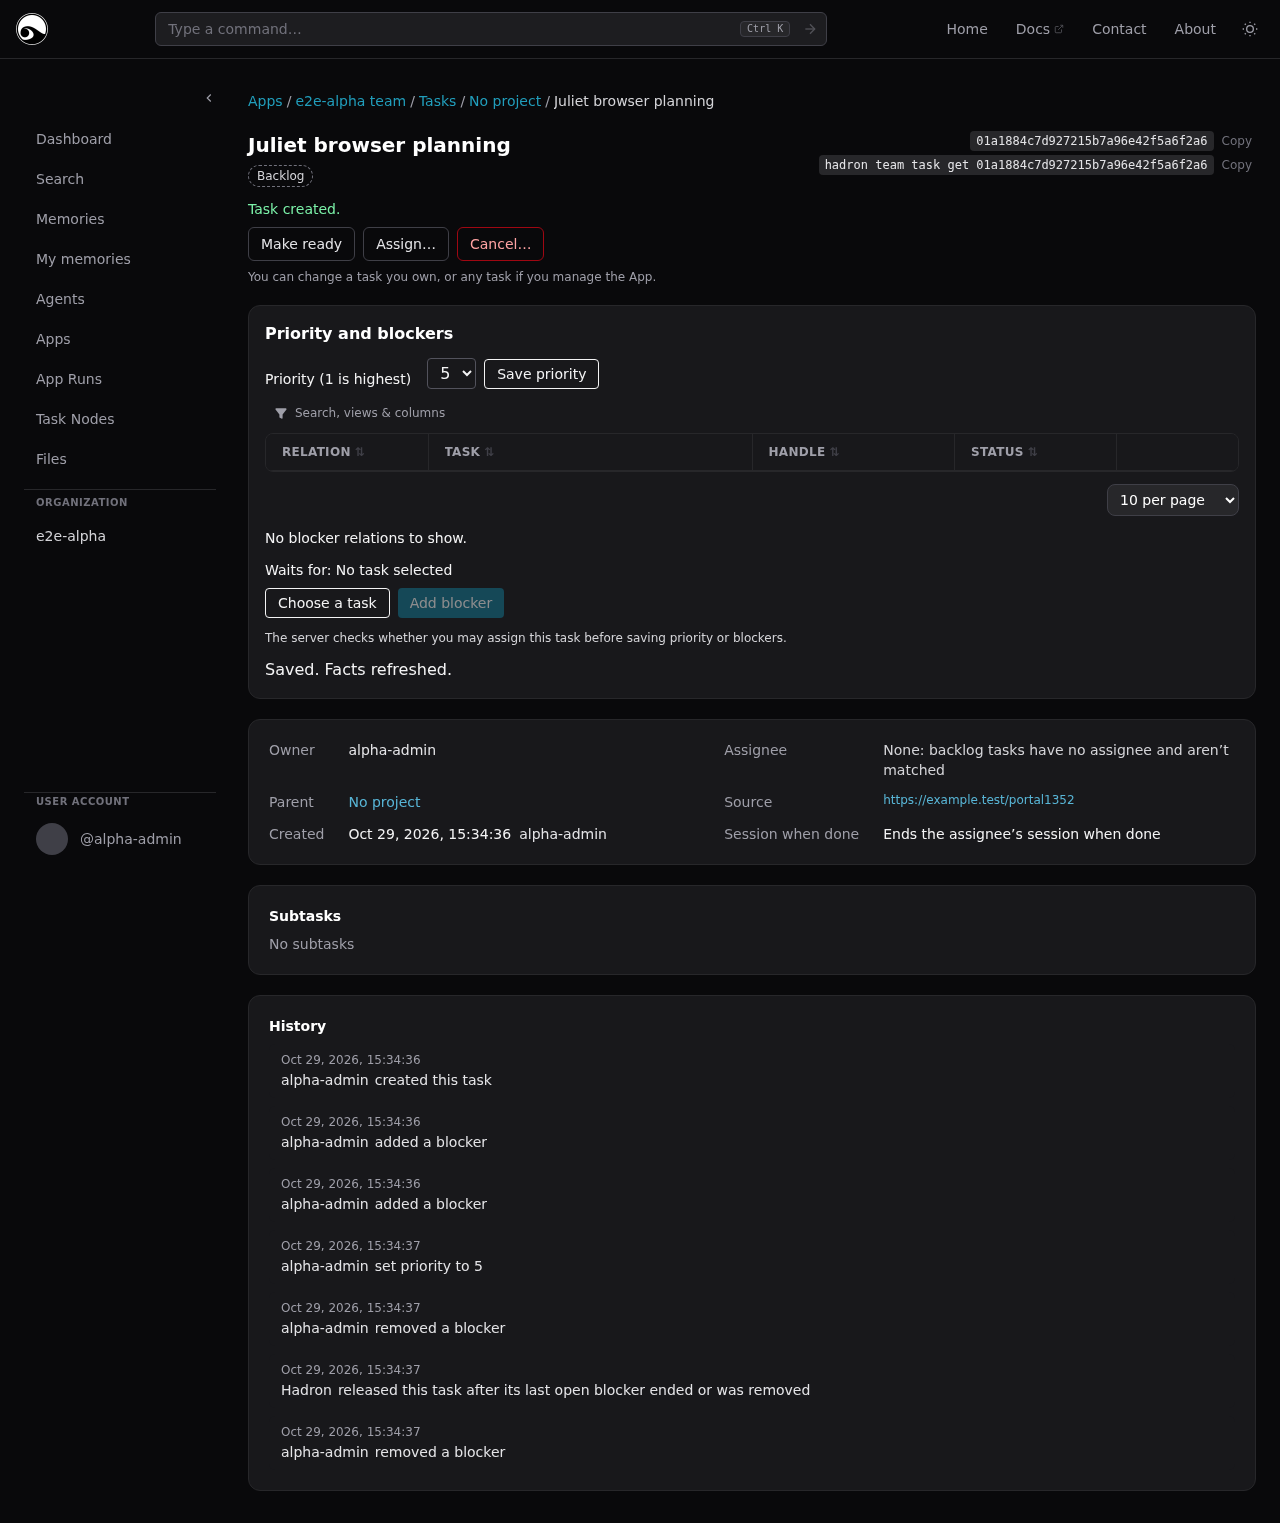 Type a command...
Ctrl K
Home
Docs
Contact
About
Apps / e2e-alpha team / Tasks / No project / Juliet browser planning
Dashboard
Search
Memories
My memories
Agents
Apps
App Runs
Task Nodes
Files
ORGANIZATION
e2e-alpha
USER ACCOUNT
@alpha-admin
Juliet browser planning
01a1884c7d927215b7a96e42f5a6f2a6 Copy
hadron team task get 01a1884c7d927215b7a96e42f5a6f2a6 Copy
Backlog
Task created.
Make ready
Assign…
Cancel…
You can change a task you own, or any task if you manage the App.
Priority and blockers
Priority (1 is highest) 5 Save priority
Search, views & columns
RELATION TASK HANDLE STATUS
10 per page
No blocker relations to show.
Waits for: No task selected
Choose a task Add blocker
The server checks whether you may assign this task before saving priority or blockers.
Saved. Facts refreshed.
Owner alpha-admin
Assignee None: backlog tasks have no assignee and aren’t
matched
Parent No project
Source https://example.test/portal1352
Created Oct 29, 2026, 15:34:36 alpha-admin
Session when done Ends the assignee’s session when done
Subtasks
No subtasks
History
Oct 29, 2026, 15:34:36
alpha-admin created this task
Oct 29, 2026, 15:34:36
alpha-admin added a blocker
Oct 29, 2026, 15:34:36
alpha-admin added a blocker
Oct 29, 2026, 15:34:37
alpha-admin set priority to 5
Oct 29, 2026, 15:34:37
alpha-admin removed a blocker
Oct 29, 2026, 15:34:37
Hadron released this task after its last open blocker ended or was removed
Oct 29, 2026, 15:34:37
alpha-admin removed a blocker